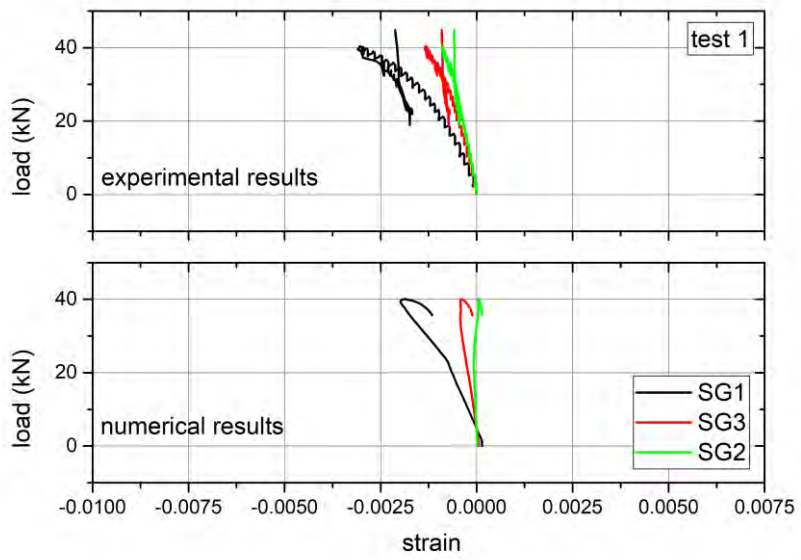 test 1
40
20
0
load (kN)
experimental results
40
20
0
load (kN)
numerical results
SG1
SG3
SG2
-0.0100 -0.0075 -0.0050 -0.0025 0.0000 0.0025 0.0050 0.0075
strain